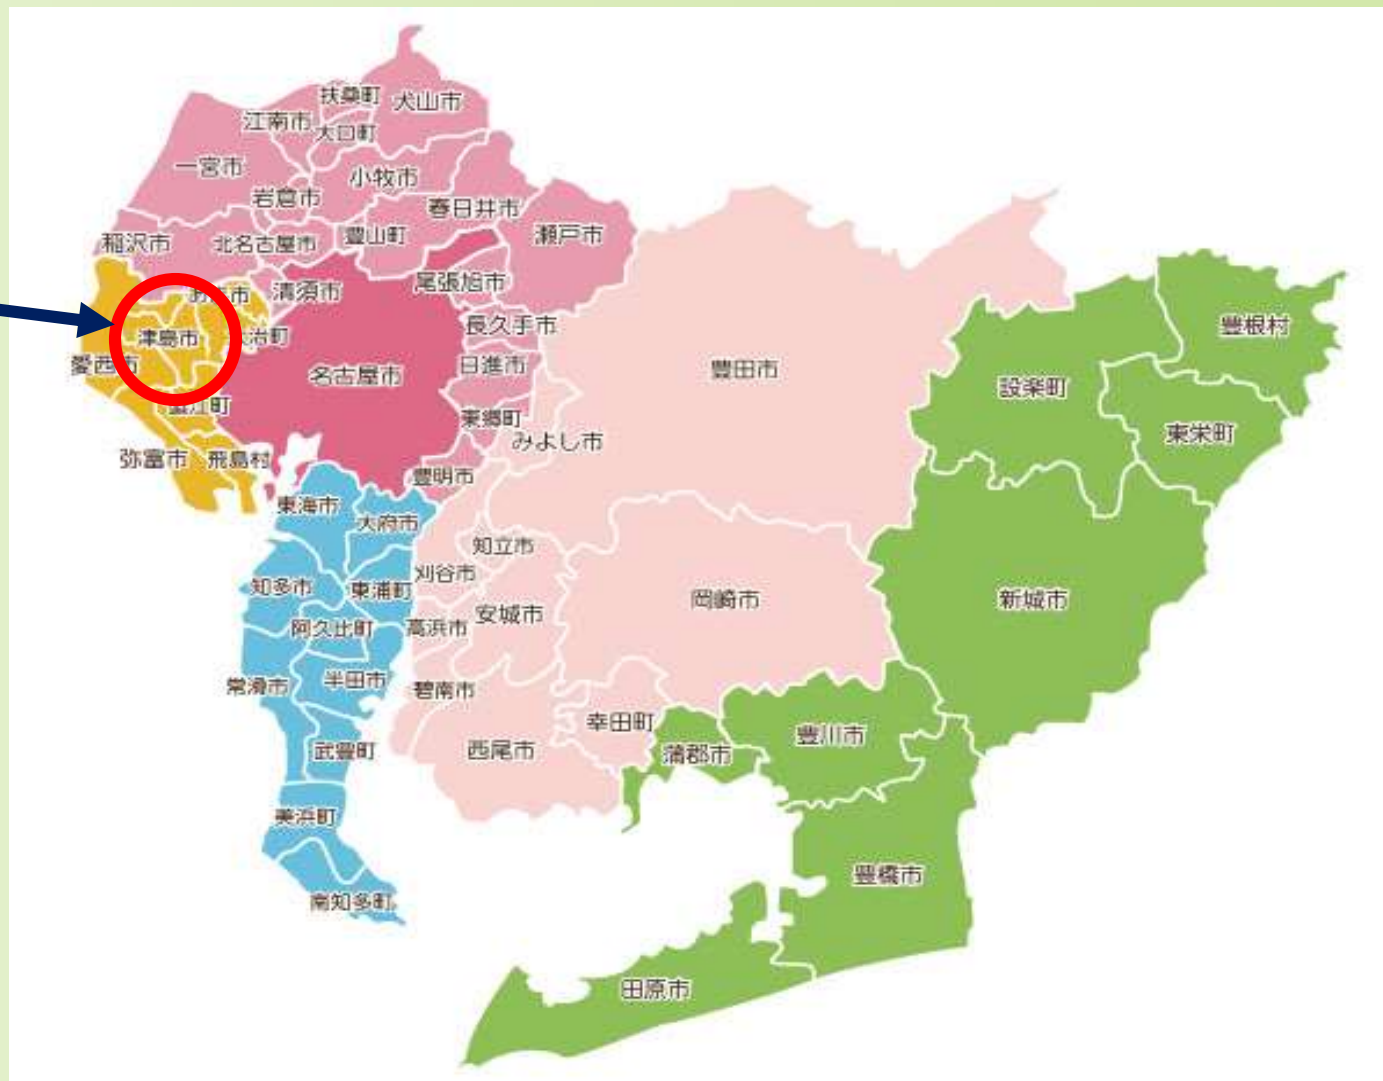 扶桑町
犬山市
江南市
大口町
一宮市
小牧市
岩倉市
春日井市
稲沢市
北名古屋市
豊山町
瀬戸市
尾張旭市
清須市
長久手市
津島市
愛西市
名古屋市
日進市
東郷町
みよし市
弥富市
飛島村
豊明市
豊田市
設楽町
豊根村
東栄町
東海市
大府市
知立市
知多市
東浦町
刈谷市
阿久比町
高浜市
安城市
岡崎市
新城市
常滑市
半田市
碧南市
武豊町
西尾市
幸田町
蒲郡市
豊川市
美浜町
南知多町
豊橋市
田原市